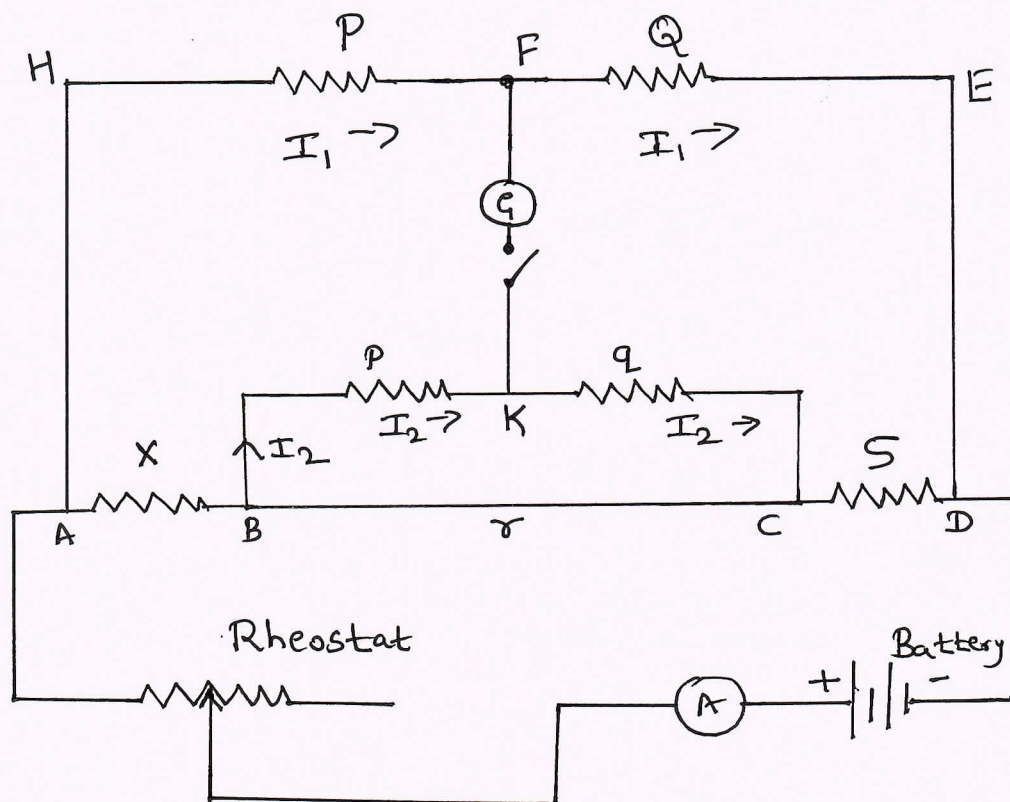 P F Q
H E
I₁ → I₁ →
G
P q
I₂ → K I₂ →
X I₂ S
A B r C D
Rheostat Battery
A + -